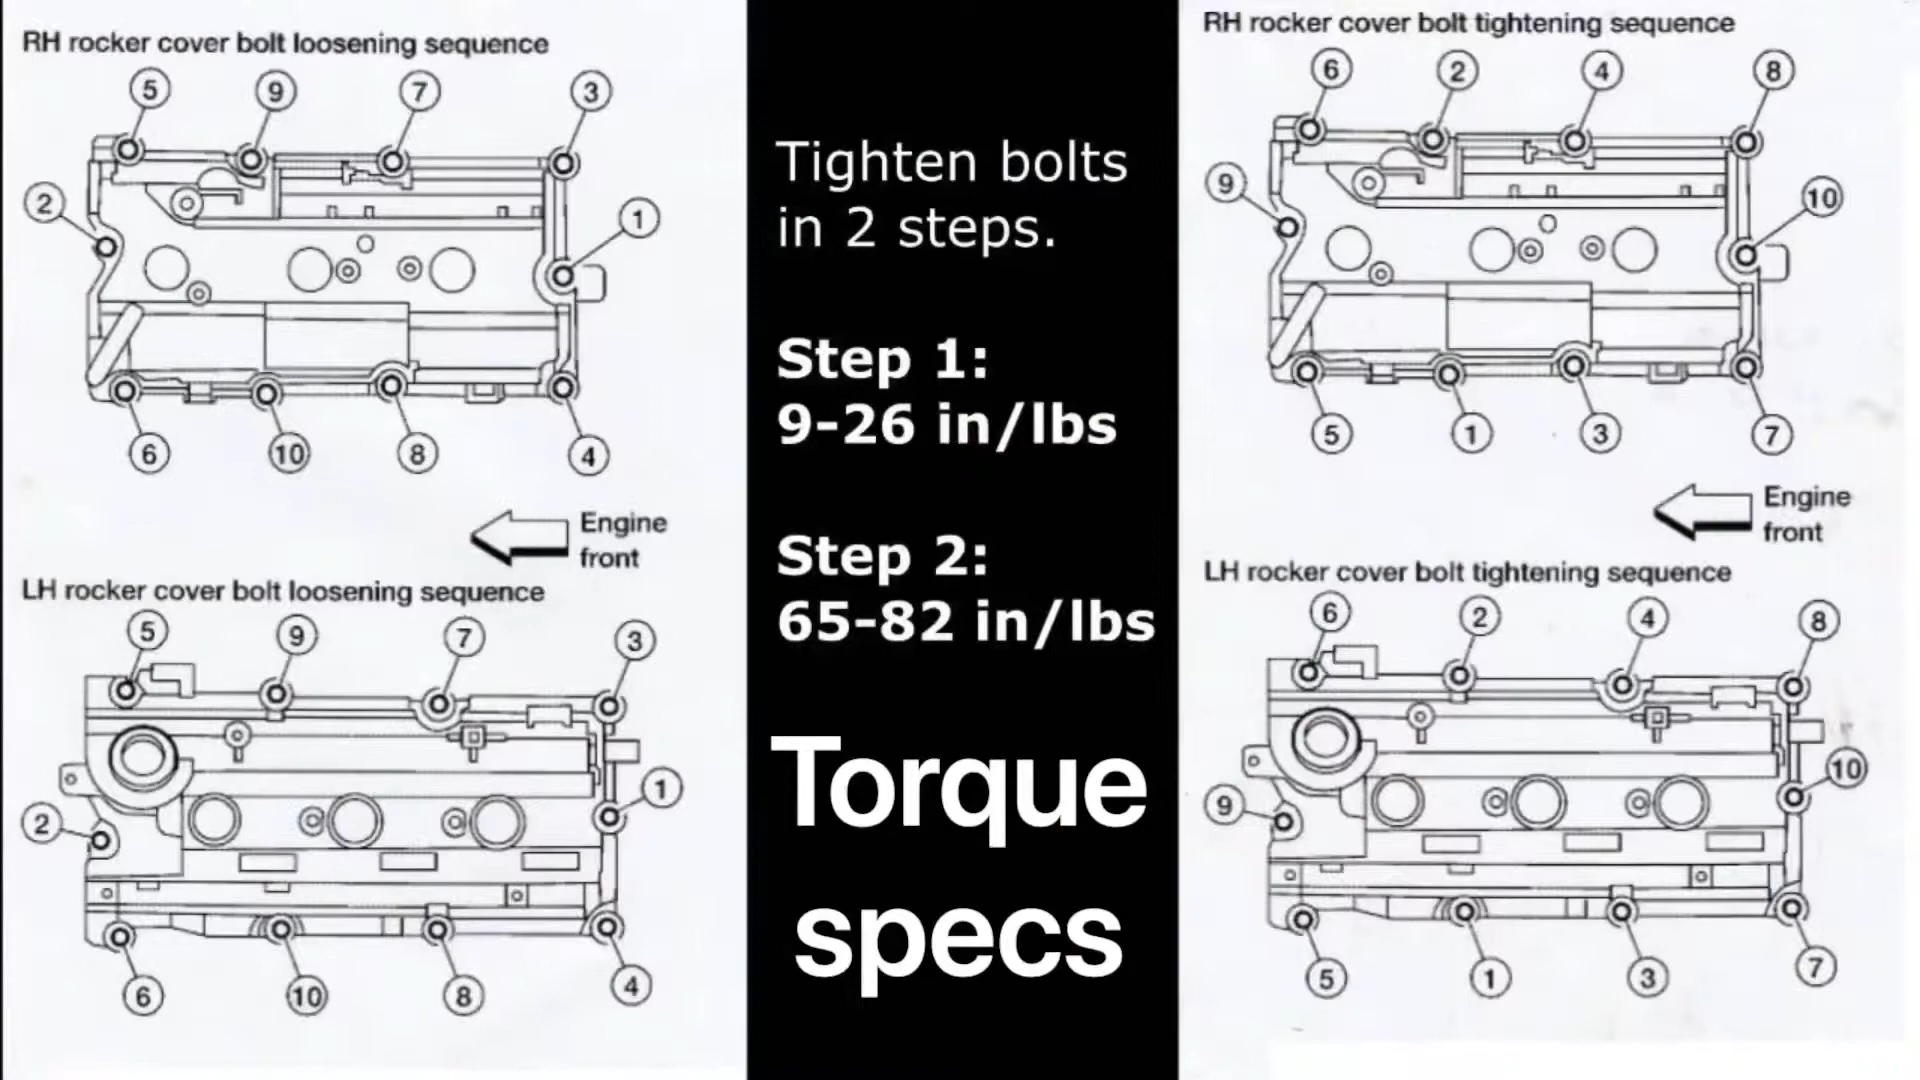 RH rocker cover bolt loosening sequence
5 9 7 3
2 1
6 10 8 4
Engine
front
LH rocker cover bolt loosening sequence
5 9 7 3
1
2
6 10 8 4
Tighten bolts
in 2 steps.
Step 1:
9-26 in/lbs
Step 2:
65-82 in/lbs
Torque
specs
RH rocker cover bolt tightening sequence
6 2 4 8
9 10
5 1 3 7
Engine
front
LH rocker cover bolt tightening sequence
6 2 4 8
10
9
5 1 3 7